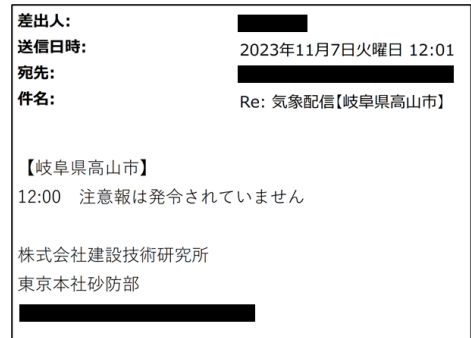 差出人:
送信日時: 2023年11月7日火曜日 12:01
宛先:
件名: Re: 気象配信【岐阜県高山市】
【岐阜県高山市】
12:00　注意報は発令されていません
株式会社建設技術研究所
東京本社砂防部